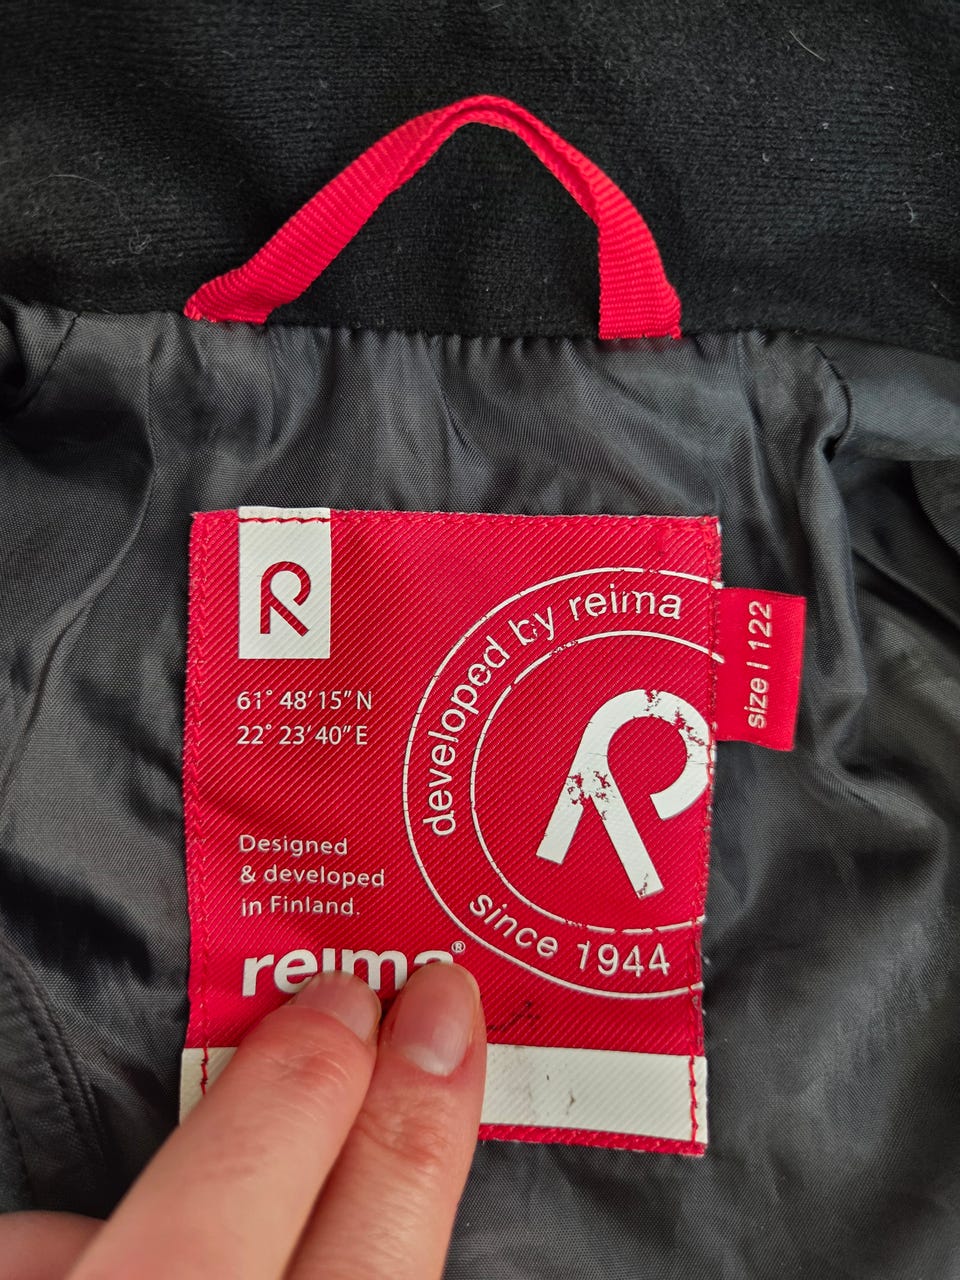 R
61° 48′ 15″ N
22° 23′ 40″ E
Designed
& developed
in Finland.
reima®
developed by reima
R
since 1944
size | 122